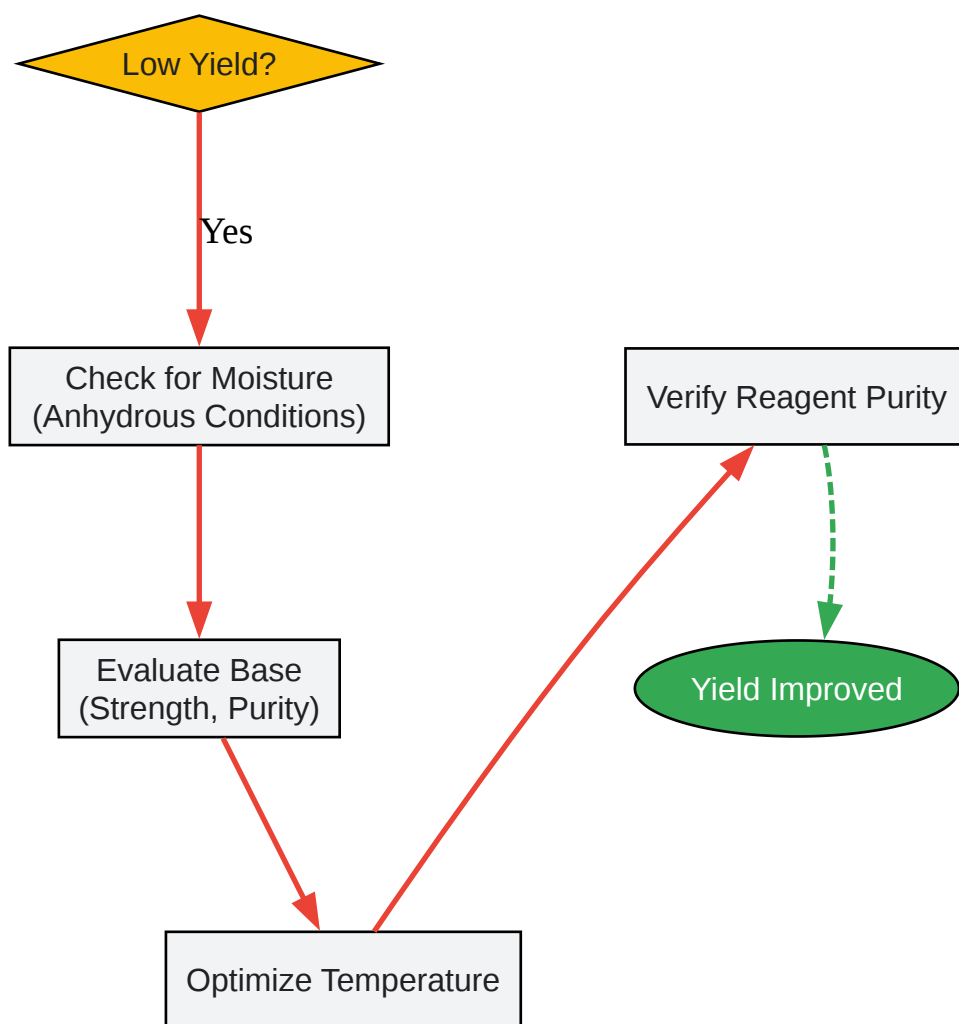 Low Yield?
Yes
Check for Moisture
(Anhydrous Conditions)
Evaluate Base
(Strength, Purity)
Optimize Temperature
Verify Reagent Purity
Yield Improved